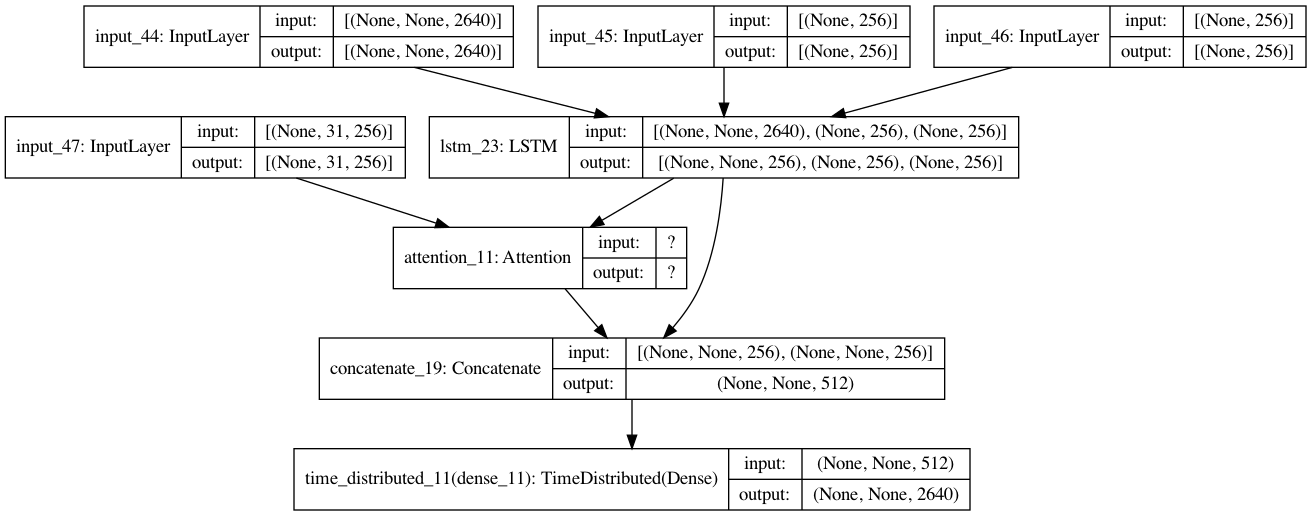 input_44: InputLayer input: [(None, None, 2640)]
output: [(None, None, 2640)]
input_45: InputLayer input: [(None, 256)]
output: [(None, 256)]
input_46: InputLayer input: [(None, 256)]
output: [(None, 256)]
input_47: InputLayer input: [(None, 31, 256)]
output: [(None, 31, 256)]
lstm_23: LSTM input: [(None, None, 2640), (None, 256), (None, 256)]
output: [(None, None, 256), (None, 256), (None, 256)]
attention_11: Attention input: ?
output: ?
concatenate_19: Concatenate input: [(None, None, 256), (None, None, 256)]
output: (None, None, 512)
time_distributed_11(dense_11): TimeDistributed(Dense) input: (None, None, 512)
output: (None, None, 2640)